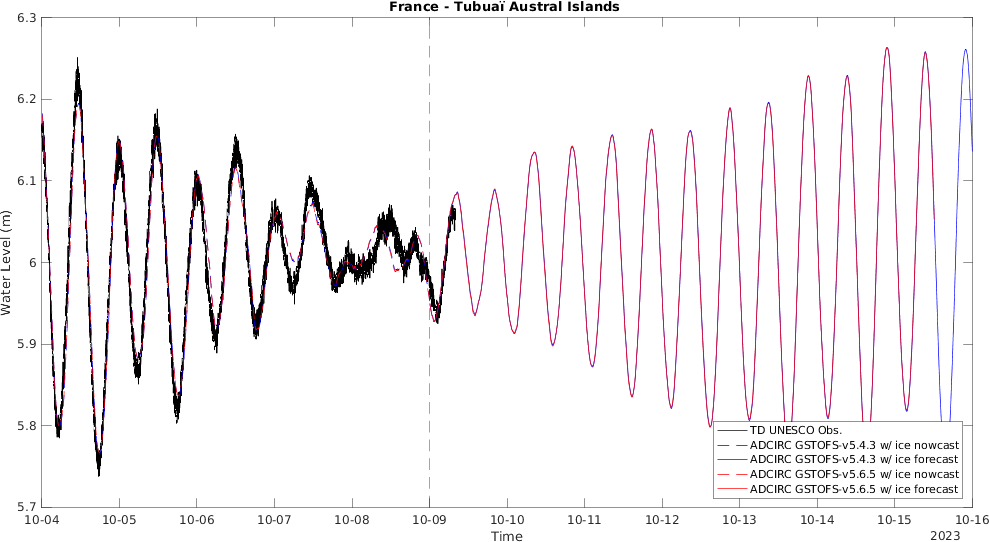 France - Tubuaï Austral Islands
6.3
6.2
6.1
6
5.9
5.8
5.7
Water Level (m)
TD UNESCO Obs.
ADCIRC GSTOFS-v5.4.3 w/ ice nowcast
ADCIRC GSTOFS-v5.4.3 w/ ice forecast
ADCIRC GSTOFS-v5.6.5 w/ ice nowcast
ADCIRC GSTOFS-v5.6.5 w/ ice forecast
10-04 10-05 10-06 10-07 10-08 10-09 10-10 10-11 10-12 10-13 10-14 10-15 10-16
Time
2023